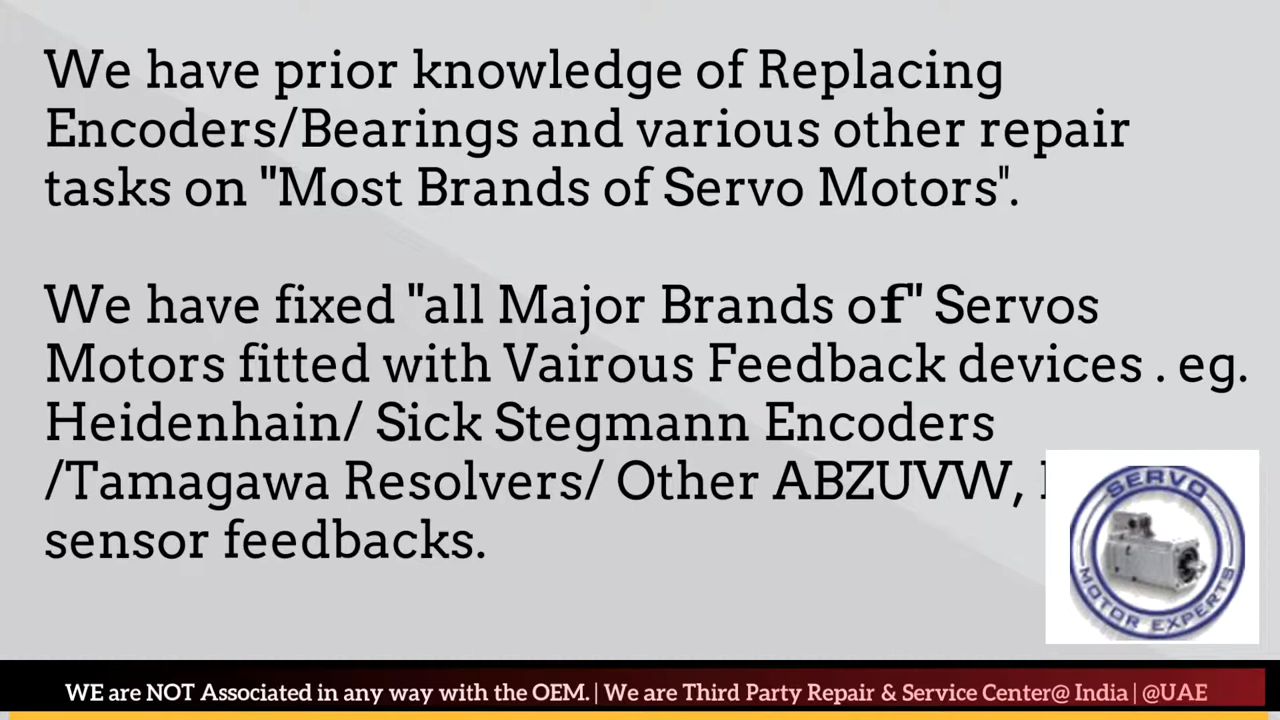 We have prior knowledge of Replacing
Encoders/Bearings and various other repair
tasks on "Most Brands of Servo Motors".
We have fixed "all Major Brands of" Servos
Motors fitted with Vairous Feedback devices . eg.
Heidenhain/ Sick Stegmann Encoders
/Tamagawa Resolvers/ Other ABZUVW,
sensor feedbacks.
SERVO
MOTOR EXPERTS
WE are NOT Associated in any way with the OEM. | We are Third Party Repair & Service Center@ India | @UAE